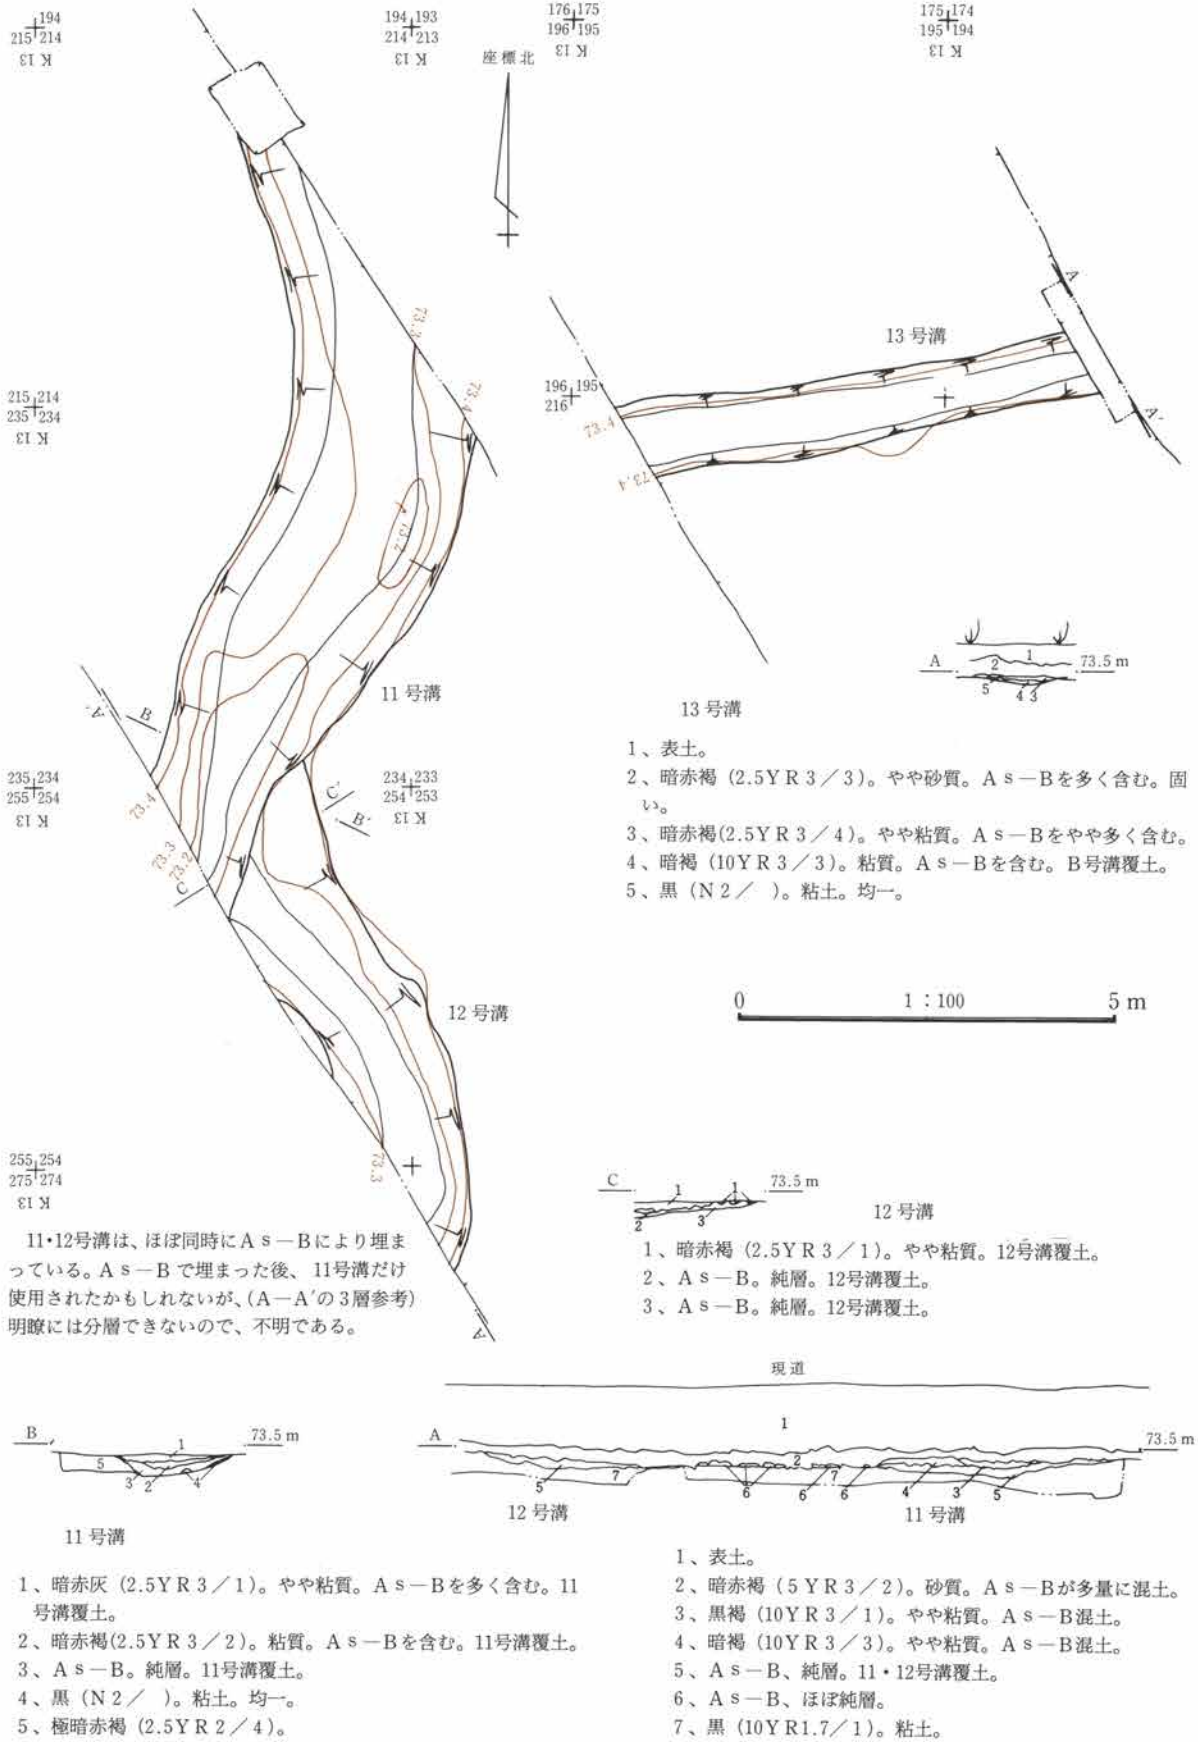 194
215 214
K 13
194 193
214 213
K 13
176 175
196 195
K 13
175 174
195 194
K 13
座標北
73.3
73.4
215 214
235 234
K 13
73.2
11号溝
A′
B
235 234
255 254
K 13
73.4
73.3
73.2
C
234 233
254 253
K 13
C′
B′
12号溝
255 254
275 274
K 13
73.3
A
13号溝
196 195
216
73.4
73.4
A
A′
A
73.5 m
1
2
5 4 3
13号溝
1、表土。
2、暗赤褐(2.5YR3/3)。やや砂質。As―Bを多く含む。固
い。
3、暗赤褐(2.5YR3/4)。やや粘質。As―Bをやや多く含む。
4、暗褐(10YR3/3)。粘質。As―Bを含む。B号溝覆土。
5、黒(N2/ )。粘土。均一。
0 1:100 5 m
C
73.5 m
1 1
2 3
12号溝
1、暗赤褐(2.5YR3/1)。やや粘質。12号溝覆土。
2、As―B。純層。12号溝覆土。
3、As―B。純層。12号溝覆土。
11・12号溝は、ほぼ同時にAs―Bにより埋ま
っている。As―Bで埋まった後、11号溝だけ
使用されたかもしれないが、(A―A′の3層参考)
明瞭には分層できないので、不明である。
B
73.5 m
1
5
3 2 4
11号溝
1、暗赤灰(2.5YR3/1)。やや粘質。As―Bを多く含む。11
号溝覆土。
2、暗赤褐(2.5YR3/2)。粘質。As―Bを含む。11号溝覆土。
3、As―B。純層。11号溝覆土。
4、黒(N2/ )。粘土。均一。
5、極暗赤褐(2.5YR2/4)。
現道
A
73.5 m
1
2
7 7
5 6 6 6 4 3 5
12号溝
11号溝
1、表土。
2、暗赤褐(5YR3/2)。砂質。As―Bが多量に混土。
3、黒褐(10YR3/1)。やや粘質。As―B混土。
4、暗褐(10YR3/3)。やや粘質。As―B混土。
5、As―B、純層。11・12号溝覆土。
6、As―B、ほぼ純層。
7、黒(10YR1.7/1)。粘土。